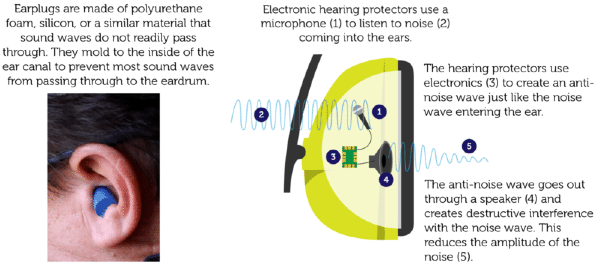 Earplugs are made of polyurethane
foam, silicon, or a similar material that
sound waves do not readily pass
through. They mold to the inside of the
ear canal to prevent most sound waves
from passing through to the eardrum.
Electronic hearing protectors use a
microphone (1) to listen to noise (2)
coming into the ears.
The hearing protectors use
electronics (3) to create an anti-
noise wave just like the noise
wave entering the ear.
1
2
3
4
5
The anti-noise wave goes out
through a speaker (4) and
creates destructive interference
with the noise wave. This
reduces the amplitude of the
noise (5).